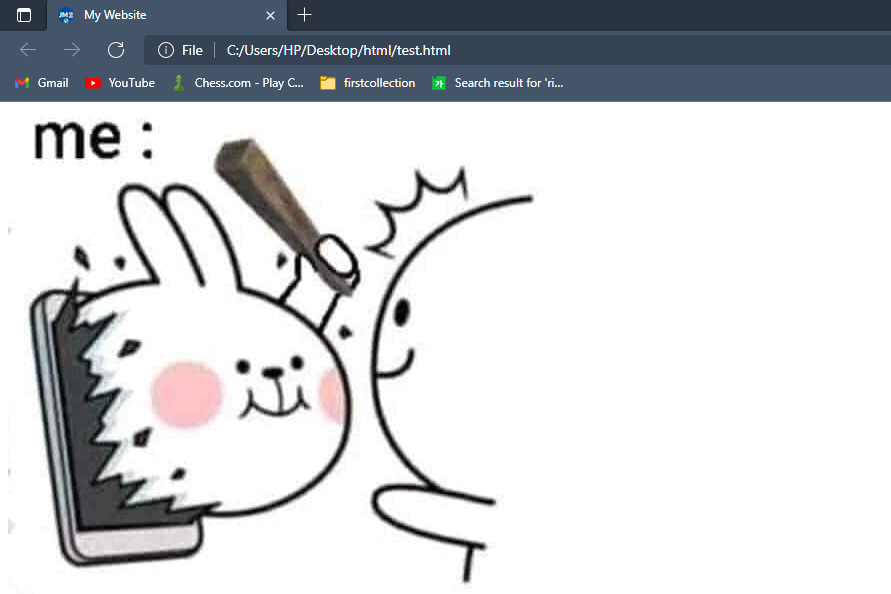 My Website
File
C:/Users/HP/Desktop/html/test.html
Gmail
YouTube
Chess.com - Play C...
firstcollection
가
Search result for 'ri...
me :